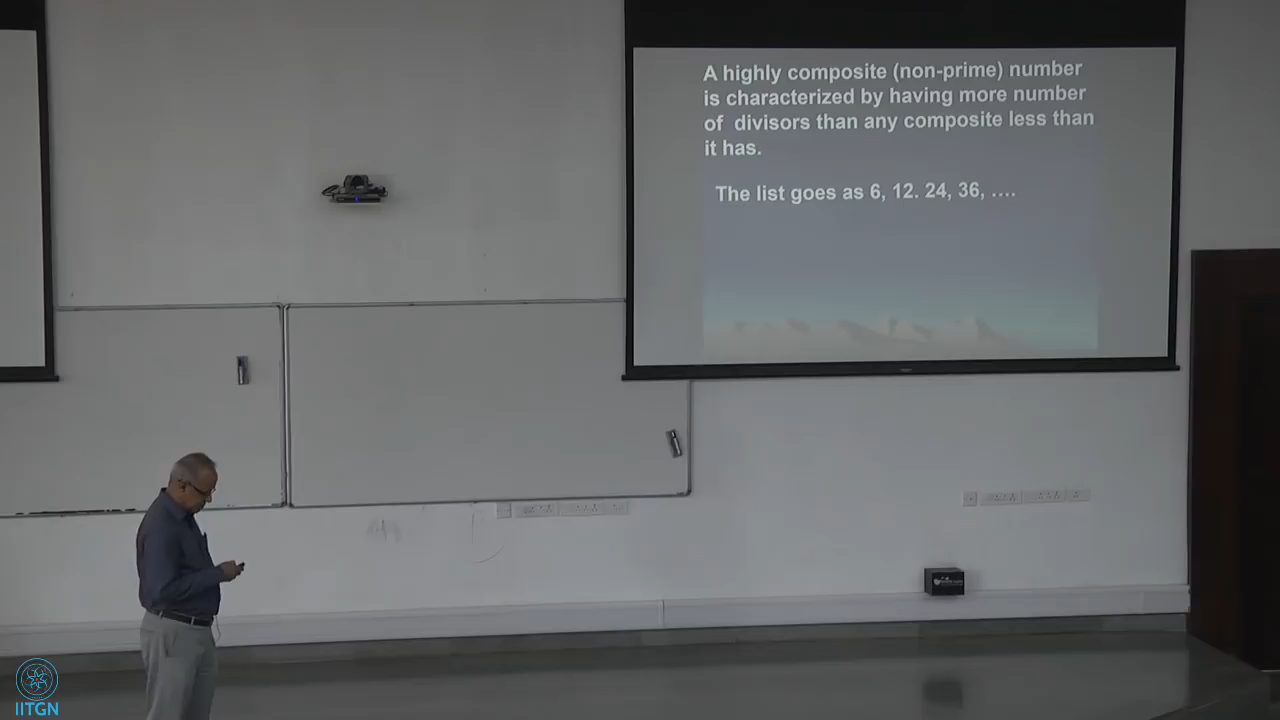 A highly composite (non-prime) number
is characterized by having more number
of divisors than any composite less than
it has.
The list goes as 6, 12. 24, 36, ....
IITGN